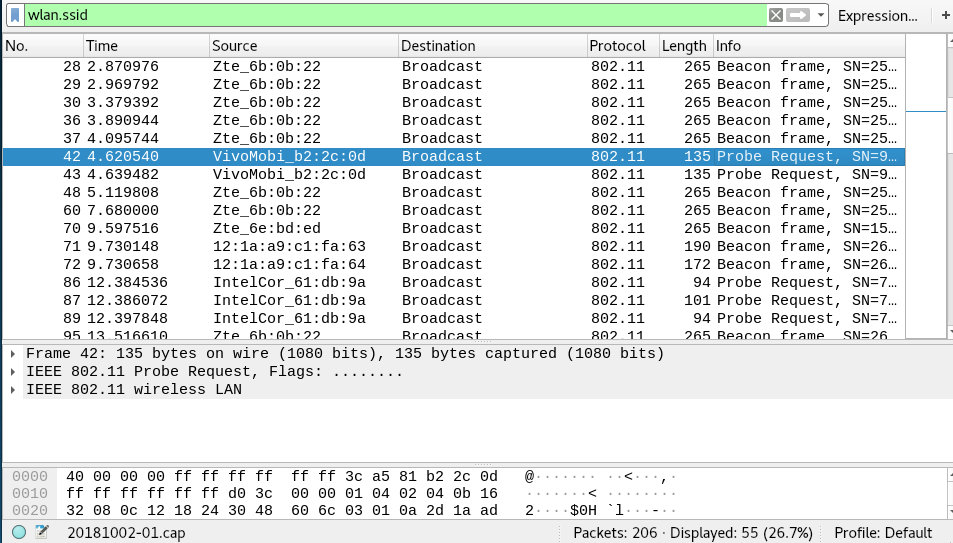 wlan.ssid Expression... +
No. Time Source Destination Protocol Length Info
28 2.870976 Zte_6b:0b:22 Broadcast 802.11 265 Beacon frame, SN=25…
29 2.969792 Zte_6b:0b:22 Broadcast 802.11 265 Beacon frame, SN=25…
30 3.379392 Zte_6b:0b:22 Broadcast 802.11 265 Beacon frame, SN=25…
36 3.890944 Zte_6b:0b:22 Broadcast 802.11 265 Beacon frame, SN=25…
37 4.095744 Zte_6b:0b:22 Broadcast 802.11 265 Beacon frame, SN=25…
42 4.620540 VivoMobi_b2:2c:0d Broadcast 802.11 135 Probe Request, SN=9…
43 4.639482 VivoMobi_b2:2c:0d Broadcast 802.11 135 Probe Request, SN=9…
48 5.119808 Zte_6b:0b:22 Broadcast 802.11 265 Beacon frame, SN=25…
60 7.680000 Zte_6b:0b:22 Broadcast 802.11 265 Beacon frame, SN=25…
70 9.597516 Zte_6e:bd:ed Broadcast 802.11 265 Beacon frame, SN=15…
71 9.730148 12:1a:a9:c1:fa:63 Broadcast 802.11 190 Beacon frame, SN=26…
72 9.730658 12:1a:a9:c1:fa:64 Broadcast 802.11 172 Beacon frame, SN=26…
86 12.384536 IntelCor_61:db:9a Broadcast 802.11 94 Probe Request, SN=7…
87 12.386072 IntelCor_61:db:9a Broadcast 802.11 101 Probe Request, SN=7…
89 12.397848 IntelCor_61:db:9a Broadcast 802.11 94 Probe Request, SN=7…
95 13.516610 Zte_6b:0b:22 Broadcast 802.11 265 Beacon frame, SN=26…
Frame 42: 135 bytes on wire (1080 bits), 135 bytes captured (1080 bits)
IEEE 802.11 Probe Request, Flags: ........
IEEE 802.11 wireless LAN
0000 40 00 00 00 ff ff ff ff ff ff 3c a5 81 b2 2c 0d @······· ··<···,·
0010 ff ff ff ff ff ff d0 3c 00 00 01 04 02 04 0b 16 ·······< ········
0020 32 08 0c 12 18 24 30 48 60 6c 03 01 0a 2d 1a ad 2····$0H `l···-··
20181002-01.cap Packets: 206 · Displayed: 55 (26.7%) Profile: Default